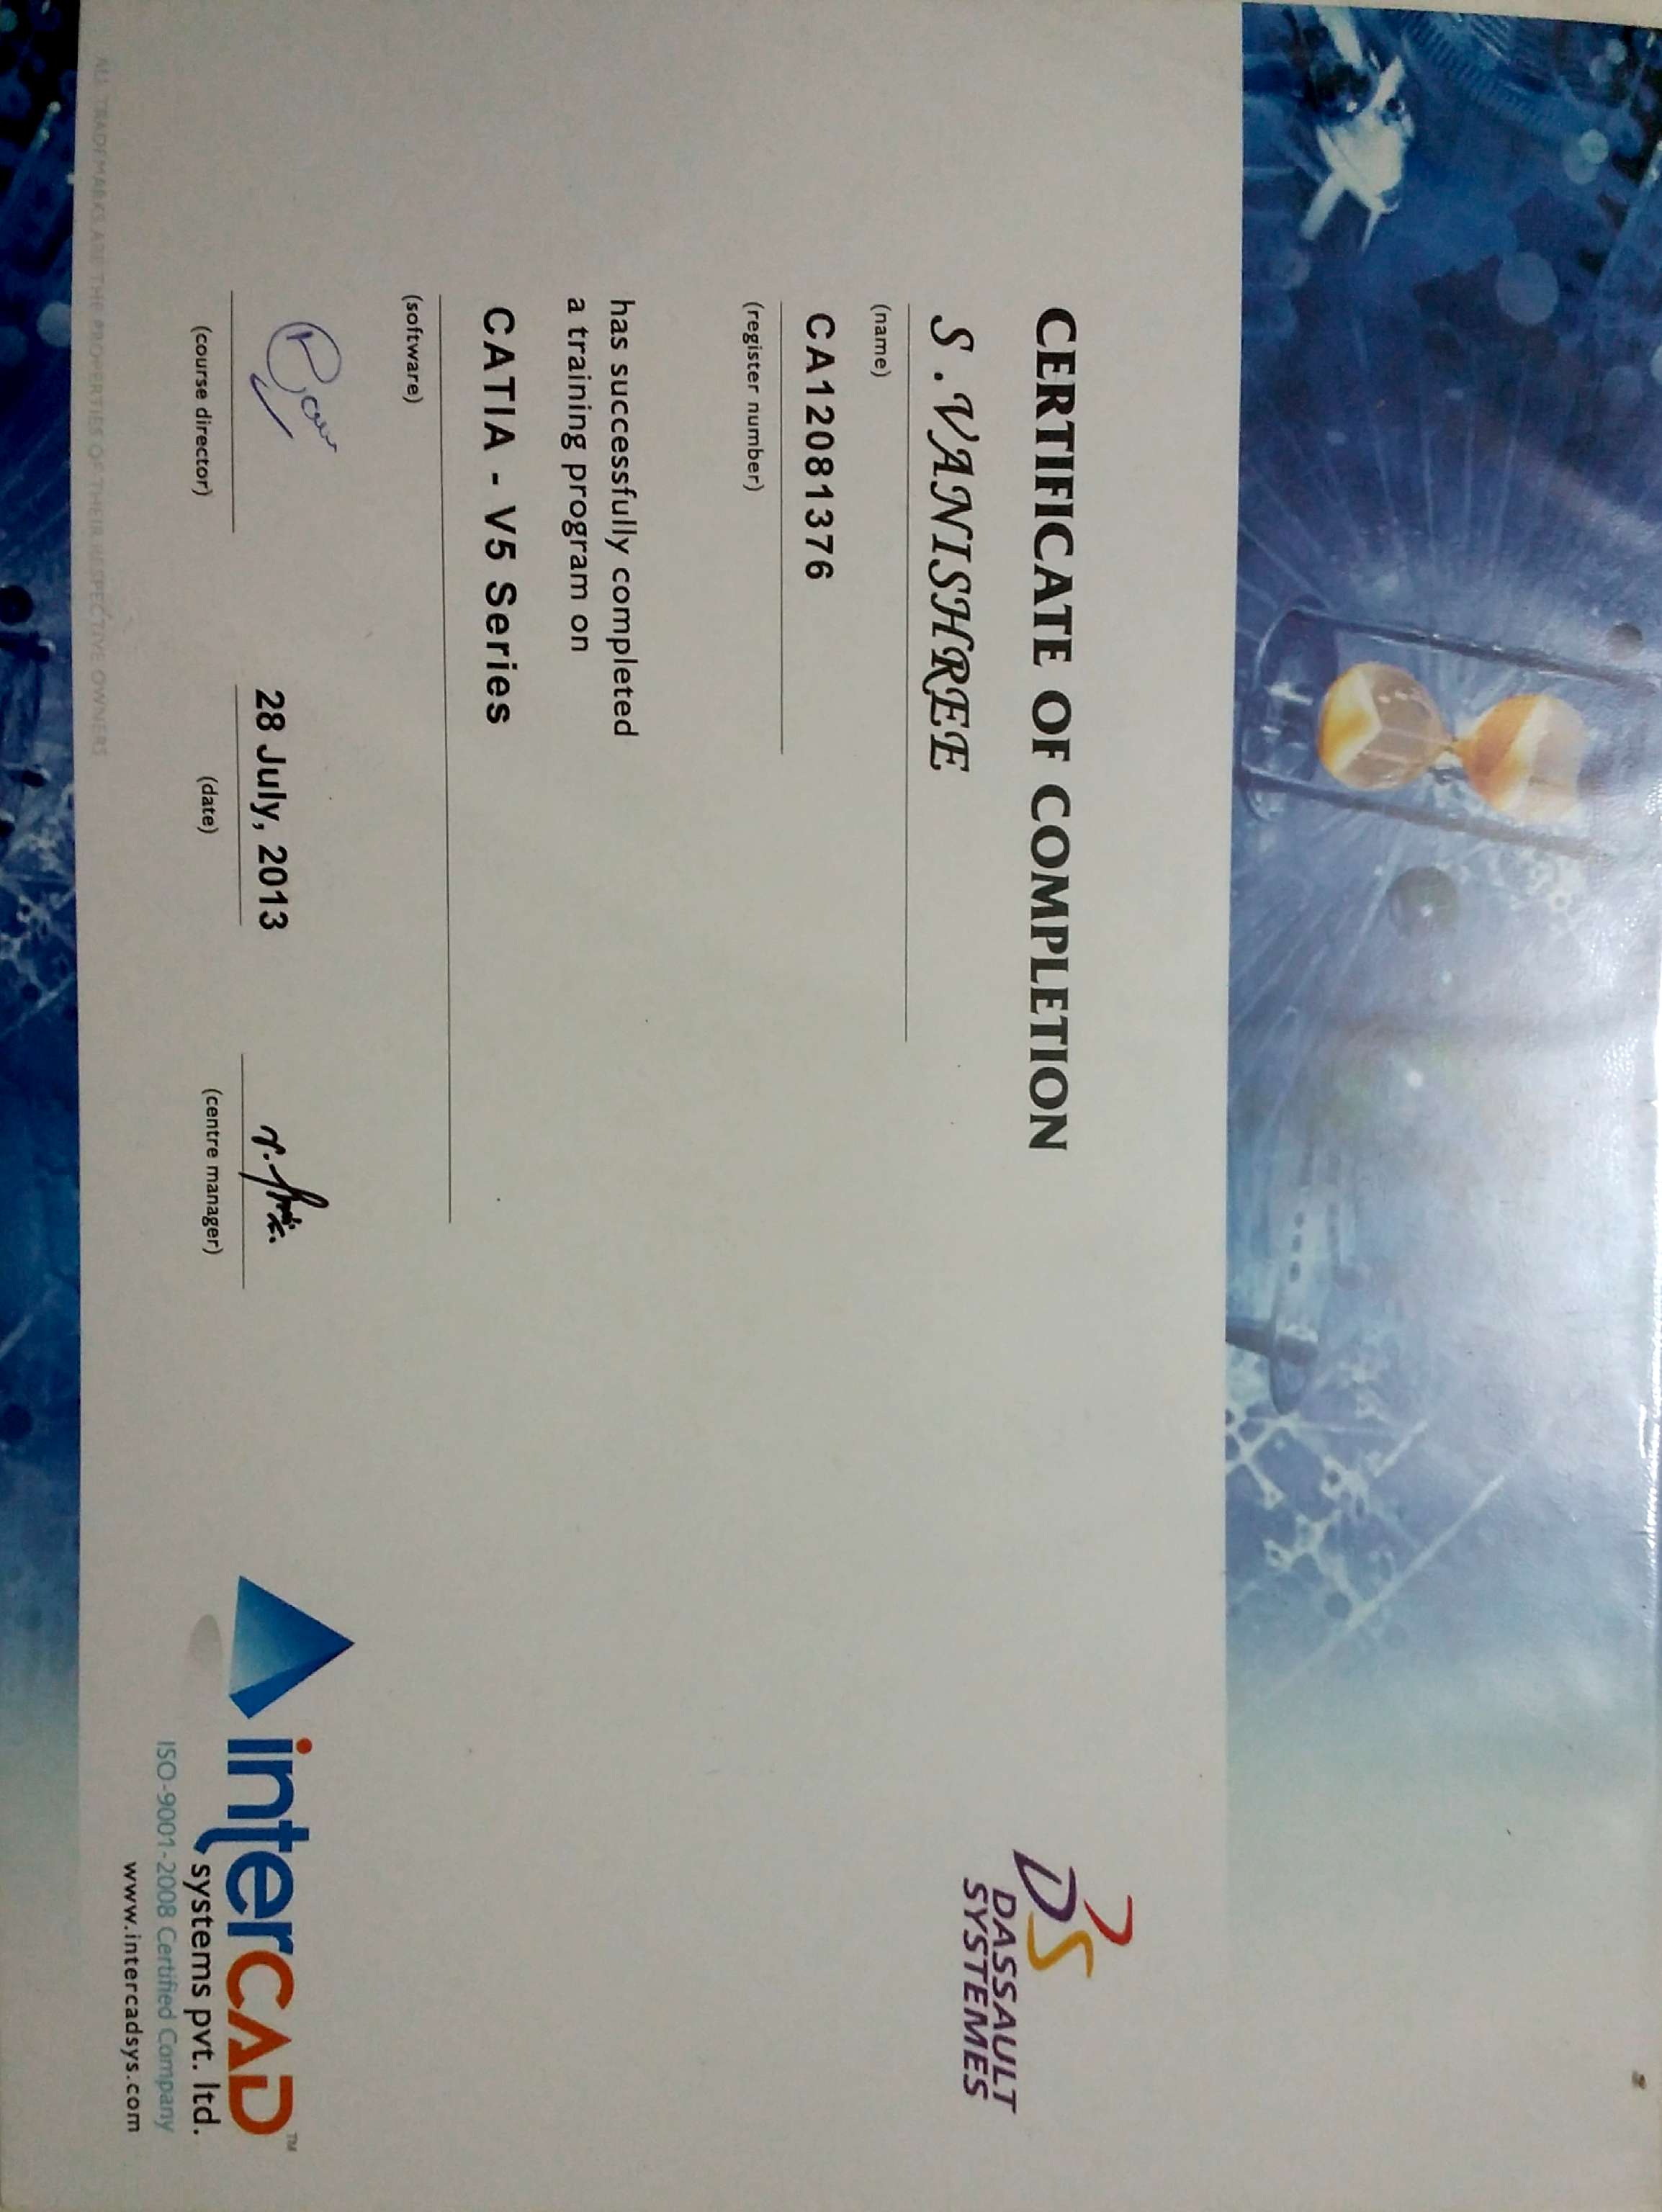 CERTIFICATE OF COMPLETION
S .VANISHREE
(name)
CA12081376
(register number)
has successfully completed
a training program on
CATIA - V5 Series
(software)
28 July, 2013
(course director)
(date)
(centre manager)
DS
DASSAULT
SYSTEMES
interCAD™
systems pvt. ltd.
ISO-9001-2008 Certified Company
www.intercadsys.com
ALL TRADEMARKS ARE THE PROPERTIES OF THEIR RESPECTIVE OWNERS